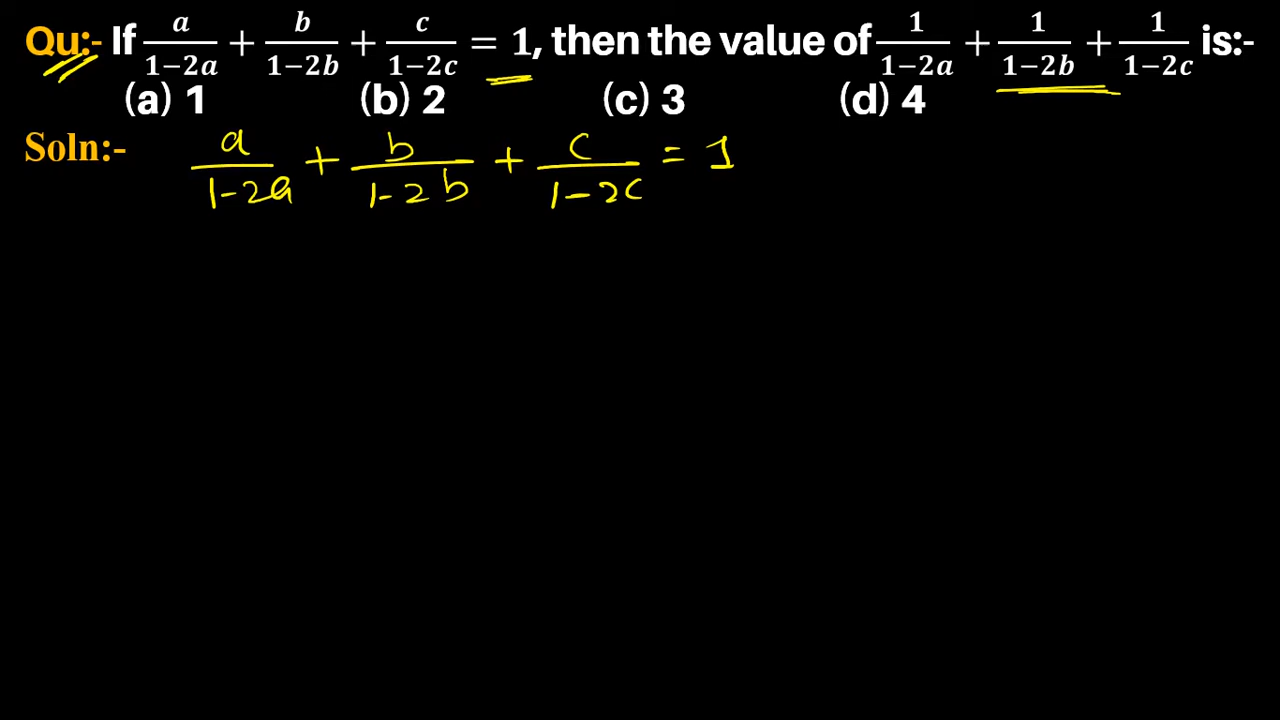 Qu:- If a/(1−2a) + b/(1−2b) + c/(1−2c) = 1, then the value of 1/(1−2a) + 1/(1−2b) + 1/(1−2c) is:-
(a) 1 (b) 2 (c) 3 (d) 4
Soln:- a/(1-2a) + b/(1-2b) + c/(1-2c) = 1